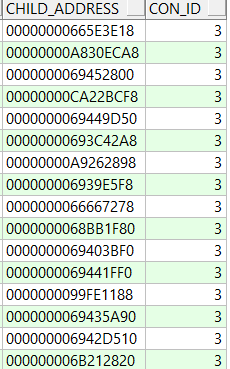 CHILD_ADDRESS CON_ID
00000000665E3E18 3
00000000A830ECA8 3
0000000069452800 3
00000000CA22BCF8 3
0000000069449D50 3
00000000693C42A8 3
00000000A9262898 3
000000006939E5F8 3
0000000066667278 3
0000000068BB1F80 3
0000000069403BF0 3
0000000069441FF0 3
0000000099FE1188 3
0000000069435A90 3
000000006942D510 3
000000006B212820 3